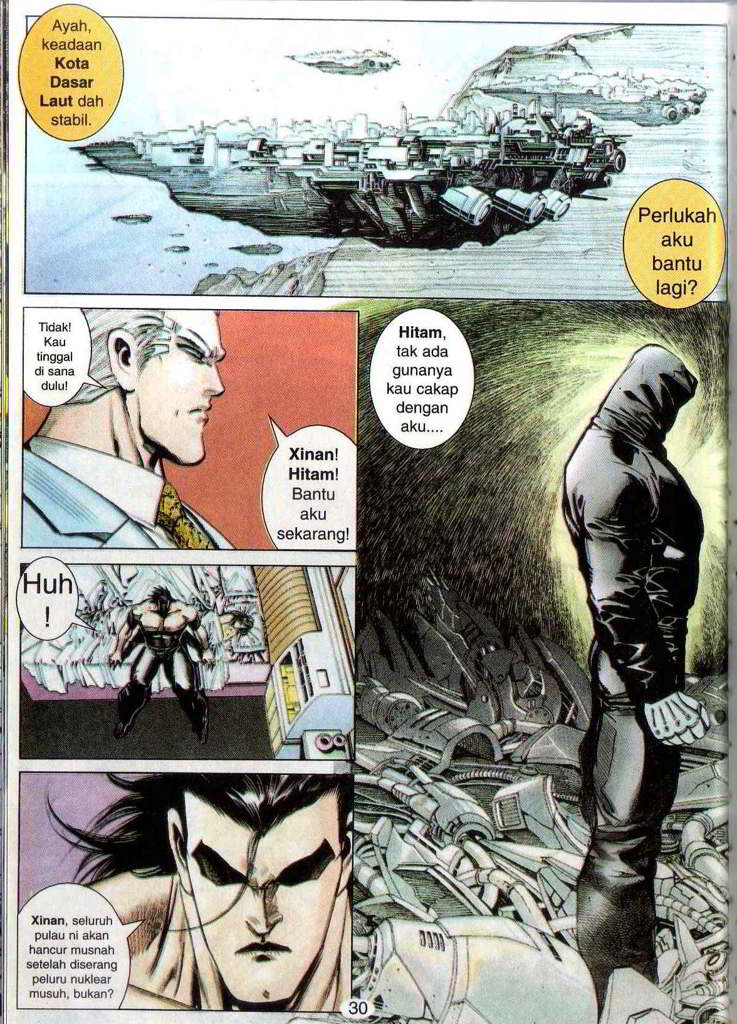 Ayah,
keadaan
Kota
Dasar
Laut dah
stabil.
Perlukah
aku
bantu
lagi?
Tidak!
Kau
tinggal
di sana
dulu!
Xinan!
Hitam!
Bantu
aku
sekarang!
Hitam,
tak ada
gunanya
kau cakap
dengan
aku....
Huh
!
Xinan, seluruh
pulau ni akan
hancur musnah
setelah diserang
peluru nuklear
musuh, bukan?
30